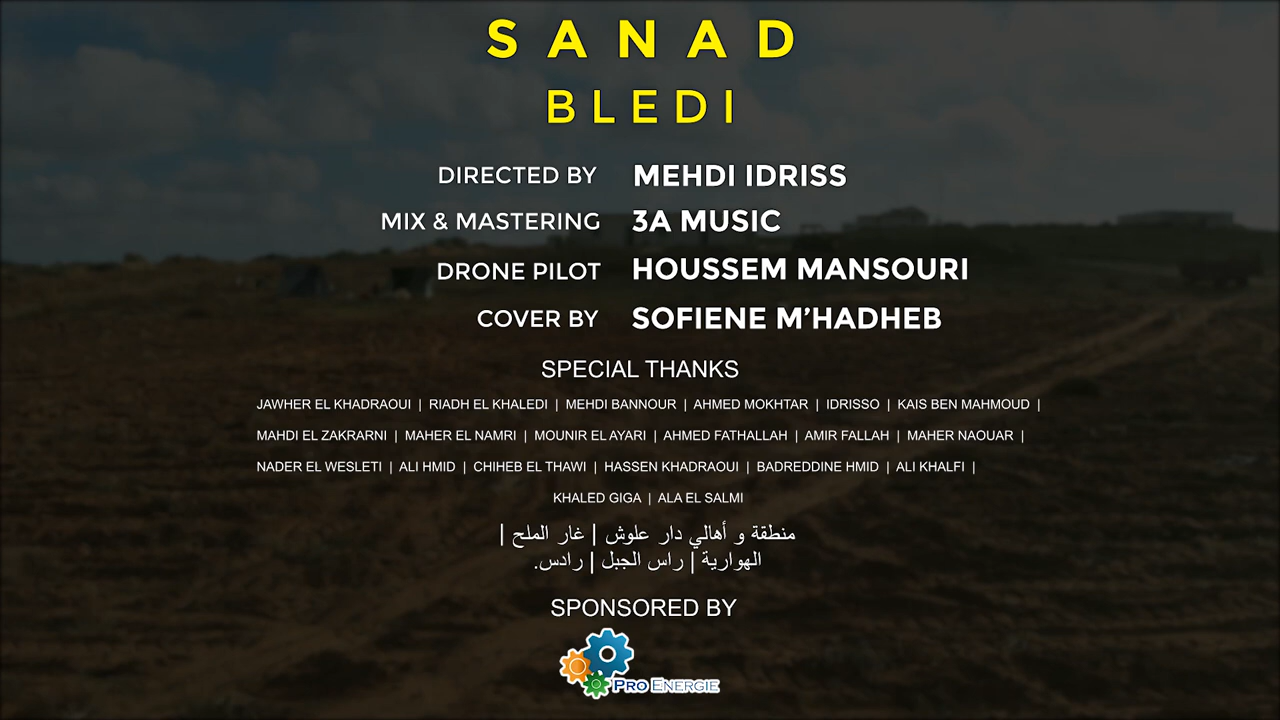 SANAD
BLEDI
DIRECTED BY MEHDI IDRISS
MIX & MASTERING 3A MUSIC
DRONE PILOT HOUSSEM MANSOURI
COVER BY SOFIENE M’HADHEB
SPECIAL THANKS
JAWHER EL KHADRAOUI | RIADH EL KHALEDI | MEHDI BANNOUR | AHMED MOKHTAR | IDRISSO | KAIS BEN MAHMOUD |
MAHDI EL ZAKRARNI | MAHER EL NAMRI | MOUNIR EL AYARI | AHMED FATHALLAH | AMIR FALLAH | MAHER NAOUAR |
NADER EL WESLETI | ALI HMID | CHIHEB EL THAWI | HASSEN KHADRAOUI | BADREDDINE HMID | ALI KHALFI |
KHALED GIGA | ALA EL SALMI
منطقة و أهالي دار علوش | غار الملح |
الهوارية | راس الجبل | رادس.
SPONSORED BY
PRO ENERGIE